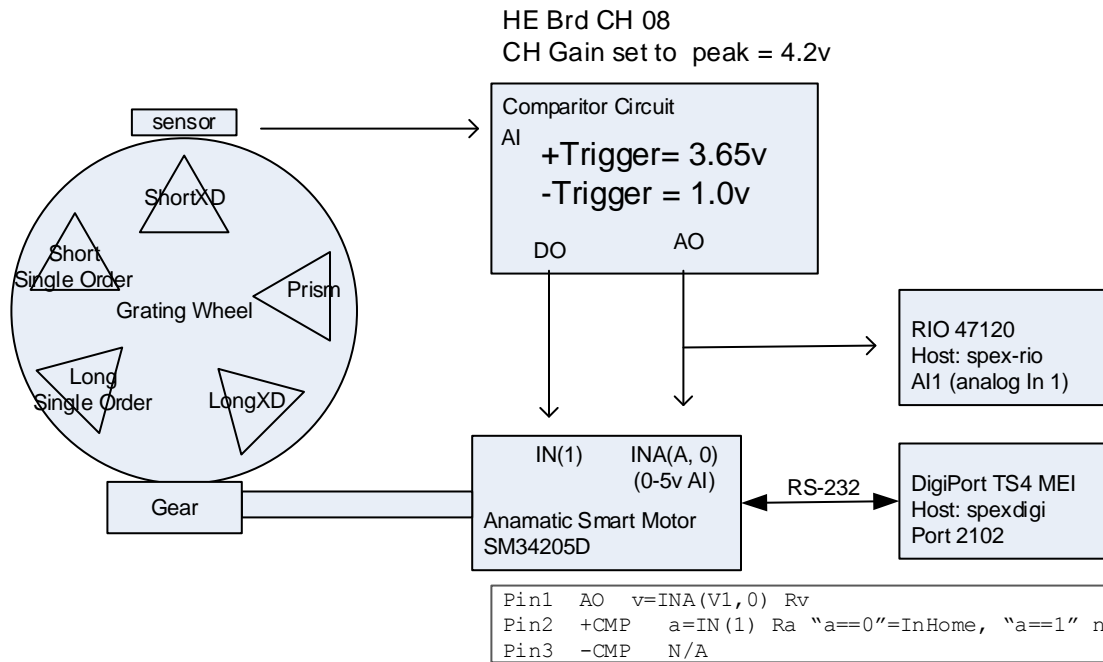 HE Brd CH 08
CH Gain set to peak = 4.2v
sensor
Comparitor Circuit
AI
+Trigger= 3.65v
-Trigger = 1.0v
DO
AO
ShortXD
Short
Single Order
Prism
Grating Wheel
Long
Single Order
LongXD
Gear
RIO 47120
Host: spex-rio
AI1 (analog In 1)
IN(1)
INA(A, 0)
(0-5v AI)
Anamatic Smart Motor
SM34205D
RS-232
DigiPort TS4 MEI
Host: spexdigi
Port 2102
Pin1 AO v=INA(V1,0) Rv
Pin2 +CMP a=IN(1) Ra “a==0”=InHome, “a==1”
Pin3 -CMP N/A